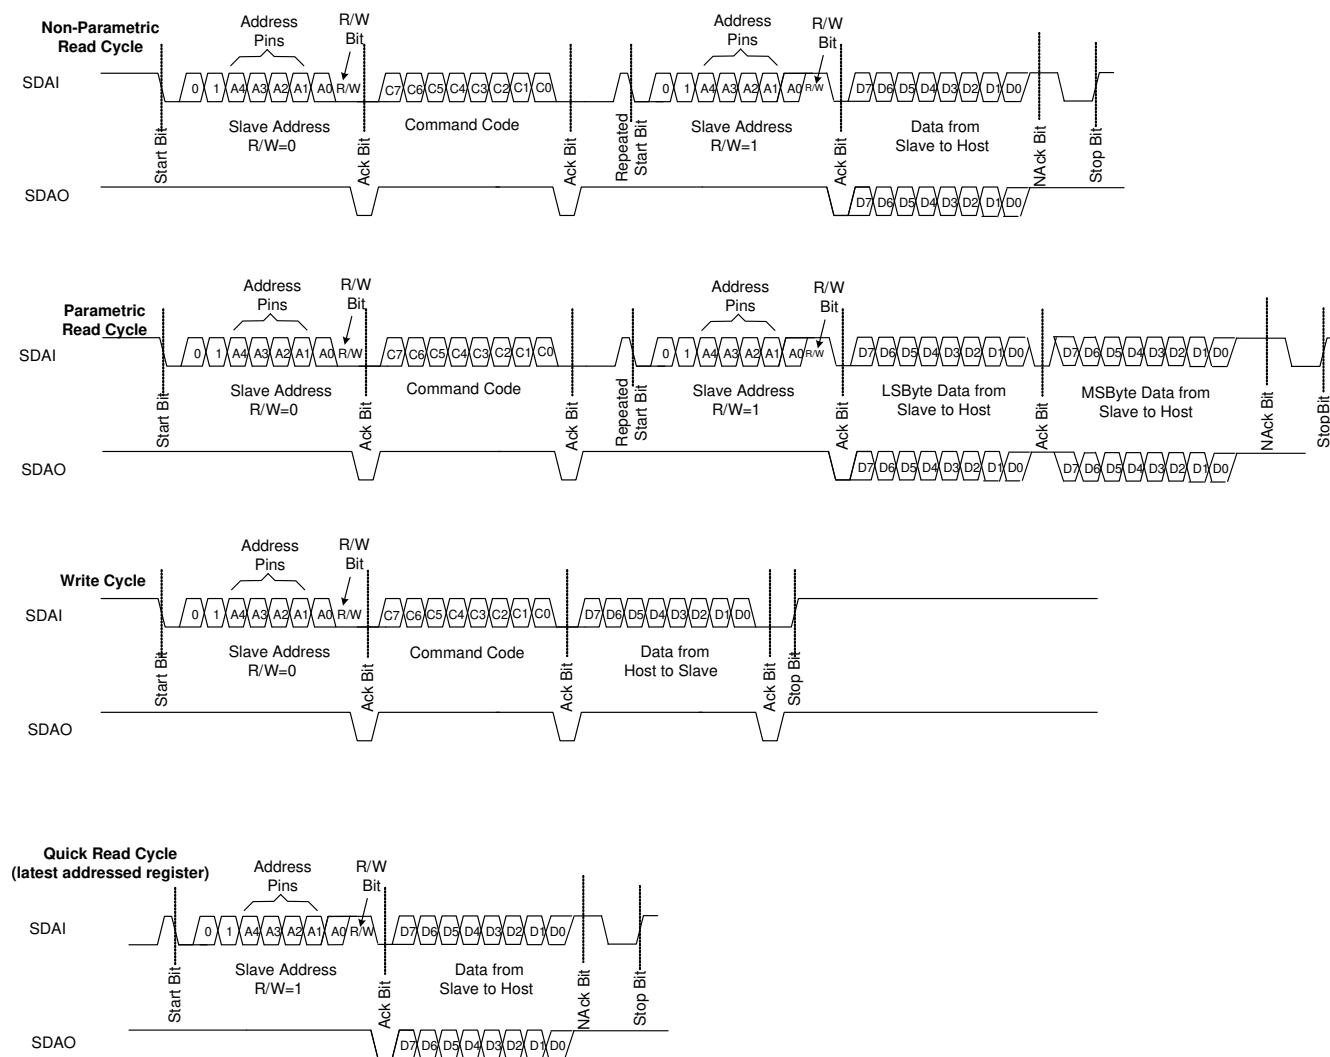 Non-Parametric
Read Cycle
Address
Pins
R/W
Bit
Address
Pins
R/W
Bit
SDAI
0 1 A4 A3 A2 A1 A0 R/W
C7 C6 C5 C4 C3 C2 C1 C0
0 1 A4 A3 A2 A1 A0 R/W
D7 D6 D5 D4 D3 D2 D1 D0
Start Bit
Slave Address
R/W=0
Ack Bit
Command Code
Ack Bit
Repeated
Start Bit
Slave Address
R/W=1
Ack Bit
Data from
Slave to Host
NAck Bit
Stop Bit
SDAO
D7 D6 D5 D4 D3 D2 D1 D0
Parametric
Read Cycle
Address
Pins
R/W
Bit
Address
Pins
R/W
Bit
SDAI
0 1 A4 A3 A2 A1 A0 R/W
C7 C6 C5 C4 C3 C2 C1 C0
0 1 A4 A3 A2 A1 A0 R/W
D7 D6 D5 D4 D3 D2 D1 D0
D7 D6 D5 D4 D3 D2 D1 D0
Start Bit
Slave Address
R/W=0
Ack Bit
Command Code
Ack Bit
Repeated
Start Bit
Slave Address
R/W=1
Ack Bit
LSByte Data from
Slave to Host
Ack Bit
MSByte Data from
Slave to Host
NAck Bit
Stop Bit
SDAO
D7 D6 D5 D4 D3 D2 D1 D0
D7 D6 D5 D4 D3 D2 D1 D0
Write Cycle
Address
Pins
R/W
Bit
SDAI
0 1 A4 A3 A2 A1 A0 R/W
C7 C6 C5 C4 C3 C2 C1 C0
D7 D6 D5 D4 D3 D2 D1 D0
Start Bit
Slave Address
R/W=0
Ack Bit
Command Code
Ack Bit
Data from
Host to Slave
Ack Bit
Stop Bit
SDAO
Quick Read Cycle
(latest addressed register)
Address
Pins
R/W
Bit
SDAI
0 1 A4 A3 A2 A1 A0 R/W
D7 D6 D5 D4 D3 D2 D1 D0
Start Bit
Slave Address
R/W=1
Ack Bit
Data from
Slave to Host
NAck Bit
Stop Bit
SDAO
D7 D6 D5 D4 D3 D2 D1 D0